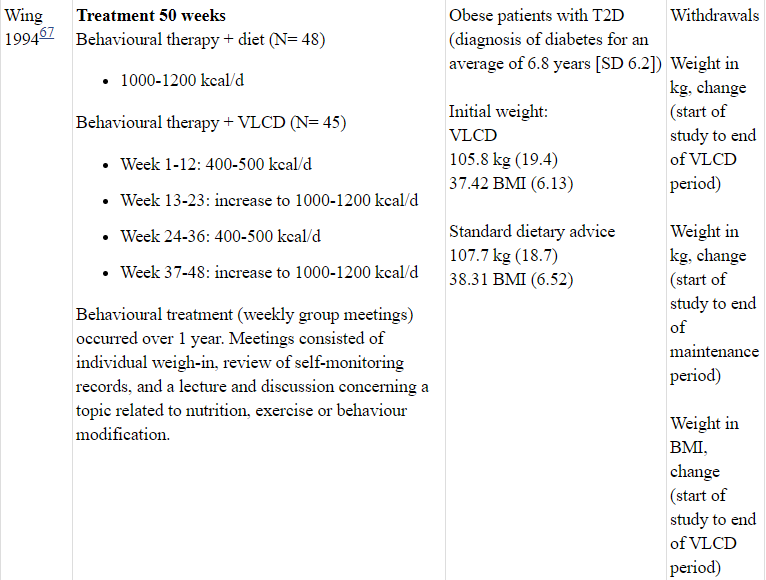 Wing
199467
Treatment 50 weeks
Behavioural therapy + diet (N= 48)
• 1000-1200 kcal/d
Behavioural therapy + VLCD (N= 45)
• Week 1-12: 400-500 kcal/d
• Week 13-23: increase to 1000-1200 kcal/d
• Week 24-36: 400-500 kcal/d
• Week 37-48: increase to 1000-1200 kcal/d
Behavioural treatment (weekly group meetings)
occurred over 1 year. Meetings consisted of
individual weigh-in, review of self-monitoring
records, and a lecture and discussion concerning a
topic related to nutrition, exercise or behaviour
modification.
Obese patients with T2D
(diagnosis of diabetes for an
average of 6.8 years [SD 6.2])
Initial weight:
VLCD
105.8 kg (19.4)
37.42 BMI (6.13)
Standard dietary advice
107.7 kg (18.7)
38.31 BMI (6.52)
Withdrawals
Weight in
kg, change
(start of
study to end
of VLCD
period)
Weight in
kg, change
(start of
study to end
of
maintenance
period)
Weight in
BMI,
change
(start of
study to end
of VLCD
period)